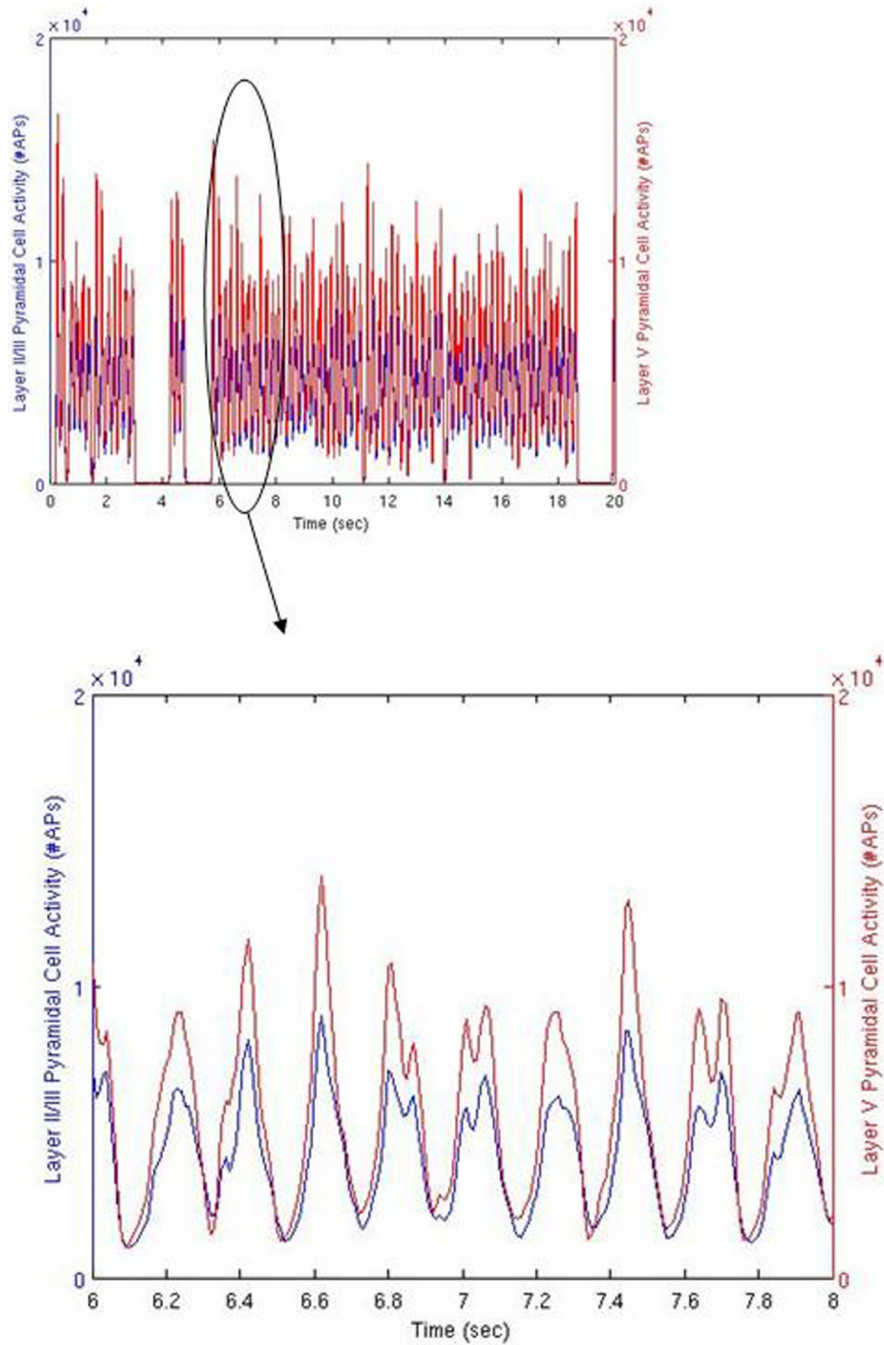 ×10⁴
×10⁴
2
2
Layer II/III Pyramidal Cell Activity (#APs)
Layer V Pyramidal Cell Activity (#APs)
1
1
0
0
0 2 4 6 8 10 12 14 16 18 20
Time (sec)
×10⁴
×10⁴
2
2
Layer II/III Pyramidal Cell Activity (#APs)
Layer V Pyramidal Cell Activity (#APs)
1
1
0
0
6 6.2 6.4 6.6 6.8 7 7.2 7.4 7.6 7.8 8
Time (sec)